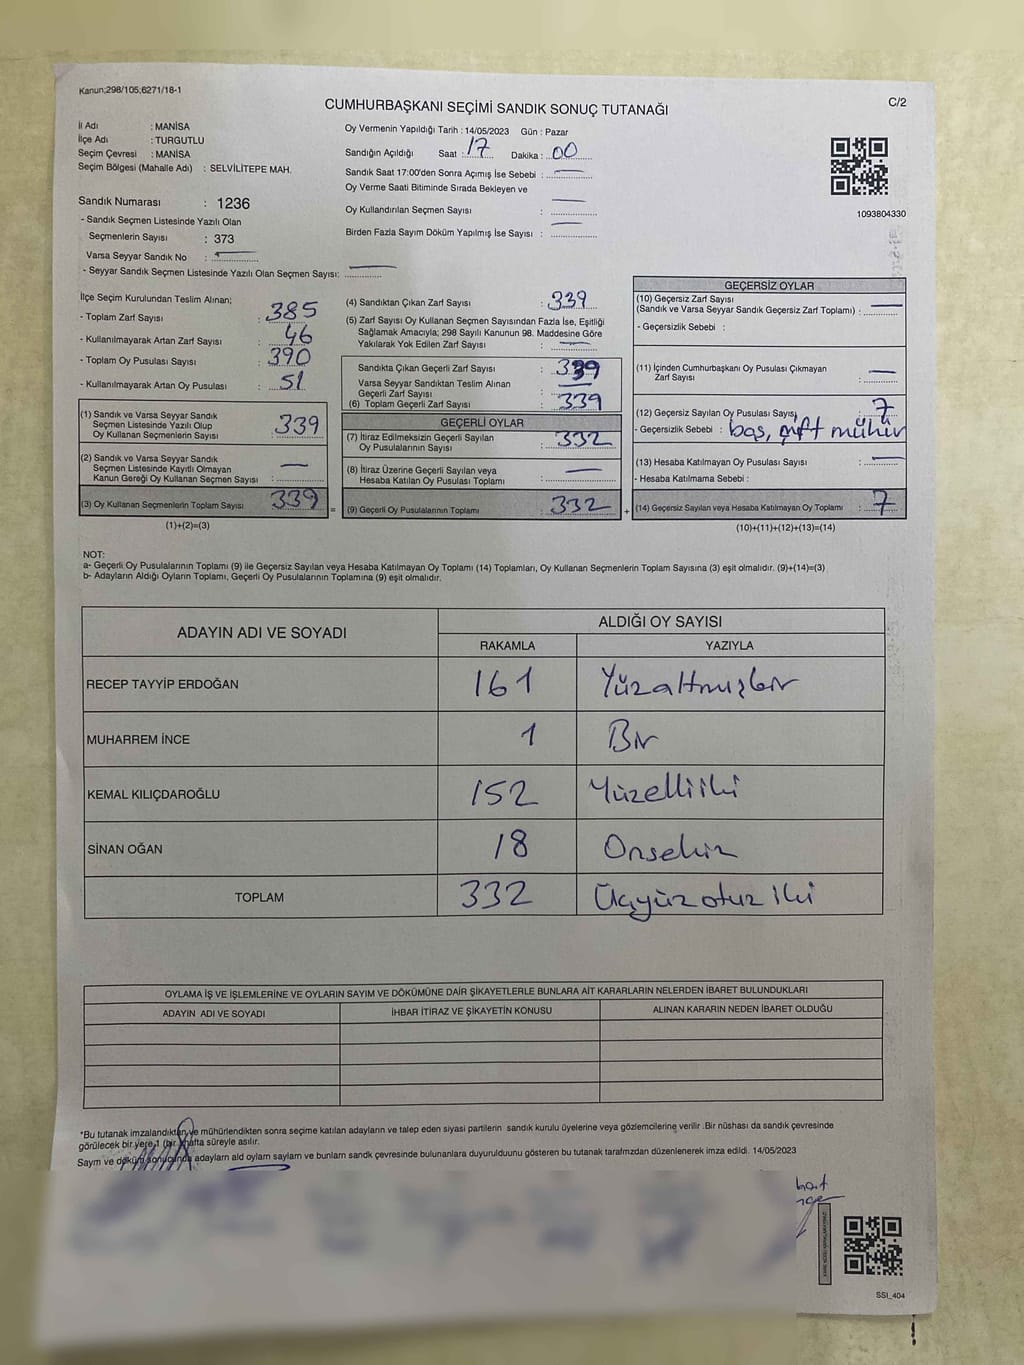 Kanun;298/105,6271/18-1
CUMHURBAŞKANI SEÇİMİ SANDIK SONUÇ TUTANAĞI
C/2
İl Adı : MANİSA
İlçe Adı : TURGUTLU
Seçim Çevresi : MANİSA
Seçim Bölgesi (Mahalle Adı) : SELVİLİTEPE MAH.
Sandık Numarası : 1236
- Sandık Seçmen Listesinde Yazılı Olan
Seçmenlerin Sayısı : 373
Varsa Seyyar Sandık No :
- Seyyar Sandık Seçmen Listesinde Yazılı Olan Seçmen Sayısı:
Oy Vermenin Yapıldığı Tarih : 14/05/2023 Gün : Pazar
Sandığın Açıldığı Saat : 17 Dakika : 00
Sandık Saat 17:00'den Sonra Açımış İse Sebebi :
Oy Verme Saati Bitiminde Sırada Bekleyen ve
Oy Kullandırılan Seçmen Sayısı :
Birden Fazla Sayım Döküm Yapılmış İse Sayısı :
1093804330
İlçe Seçim Kurulundan Teslim Alınan;
- Toplam Zarf Sayısı : 385
- Kullanılmayarak Artan Zarf Sayısı : 46
- Toplam Oy Pusulası Sayısı : 390
- Kullanılmayarak Artan Oy Pusulası : 51
(1) Sandık ve Varsa Seyyar Sandık
Seçmen Listesinde Yazılı Olup
Oy Kullanan Seçmenlerin Sayısı : 339
(2) Sandık ve Varsa Seyyar Sandık
Seçmen Listesinde Kayıtlı Olmayan
Kanun Gereği Oy Kullanan Seçmen Sayısı :
(3) Oy Kullanan Seçmenlerin Toplam Sayısı : 339
(1)+(2)=(3)
(4) Sandıktan Çıkan Zarf Sayısı : 339
(5) Zarf Sayısı Oy Kullanan Seçmen Sayısından Fazla İse, Eşitliği
Sağlamak Amacıyla; 298 Sayılı Kanunun 98. Maddesine Göre
Yakılarak Yok Edilen Zarf Sayısı :
Sandıkta Çıkan Geçerli Zarf Sayısı : 339
Varsa Seyyar Sandıktan Teslim Alınan
Geçerli Zarf Sayısı :
(6) Toplam Geçerli Zarf Sayısı : 339
GEÇERLİ OYLAR
(7) İtiraz Edilmeksizin Geçerli Sayılan
Oy Pusulasının Sayısı : 332
(8) İtiraz Üzerine Geçerli Sayılan veya
Hesaba Katılan Oy Pusulası Toplamı :
= (9) Geçerli Oy Pusulalarının Toplamı : 332 +
GEÇERSİZ OYLAR
(10) Geçersiz Zarf Sayısı
(Sandık ve Varsa Seyyar Sandık Geçersiz Zarf Toplamı) :
- Geçersizlik Sebebi :
(11) İçinden Cumhurbaşkanı Oy Pusulası Çıkmayan
Zarf Sayısı :
(12) Geçersiz Sayılan Oy Pusulası Sayısı : 7
- Geçersizlik Sebebi : boş, çift mühür
(13) Hesaba Katılmayan Oy Pusulası Sayısı :
- Hesaba Katılmama Sebebi :
(14) Geçersiz Sayılan veya Hesaba Katılmayan Oy Toplamı : 7
(10)+(11)+(12)+(13)=(14)
NOT:
a- Geçerli Oy Pusulalarının Toplamı (9) ile Geçersiz Sayılan veya Hesaba Katılmayan Oy Toplamı (14) Toplamları, Oy Kullanan Seçmenlerin Toplam Sayısına (3) eşit olmalıdır. (9)+(14)=(3)
b- Adayların Aldığı Oyların Toplamı, Geçerli Oy Pusulalarının Toplamına (9) eşit olmalıdır.
ADAYIN ADI VE SOYADI
ALDIĞI OY SAYISI
RAKAMLA YAZIYLA
RECEP TAYYİP ERDOĞAN 161 Yüzaltmışbir
MUHARREM İNCE 1 Bir
KEMAL KILIÇDAROĞLU 152 Yüzelliiki
SİNAN OĞAN 18 Onsekiz
TOPLAM 332 Üçyüzotuziki
OYLAMA İŞ VE İŞLEMLERİNE VE OYLARIN SAYIM VE DÖKÜMÜNE DAİR ŞİKAYETLERLE BUNLARA AİT KARARLARIN NELERDEN İBARET BULUNDUKLARI
ADAYIN ADI VE SOYADI İHBAR İTİRAZ VE ŞİKAYETİN KONUSU ALINAN KARARIN NEDEN İBARET OLDUĞU
*Bu tutanak imzalandıktan ve mühürlendikten sonra seçime katılan adayların ve talep eden siyasi partilerin sandık kurulu üyelerine veya gözlemcilerine verilir .Bir nüshası da sandık çevresinde
görülecek bir yere 1 (bir) hafta süreyle asılır.
Sayım ve döküm sonucunda adayların ald oyların sayları ve bunların sandk çevresinde bulunanlara duyurulduunu gösteren bu tutanak tarafımzdan düzenlenerek imza edildi. 14/05/2023
SSI_404